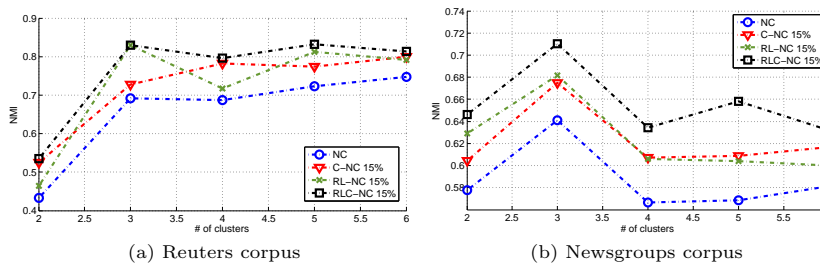 0.9
0.8
0.7
0.6
0.5
0.4
NMI
2
2.5
3
3.5
4
4.5
5
5.5
6
# of clusters
NC
C−NC 15%
RL−NC 15%
RLC−NC 15%
(a) Reuters corpus
0.74
0.72
0.7
0.68
0.66
0.64
0.62
0.6
0.58
NMI
2
2.5
3
3.5
4
4.5
5
5.5
# of clusters
NC
C−NC 15%
RL−NC 15%
RLC−NC 15%
(b) Newsgroups corpus